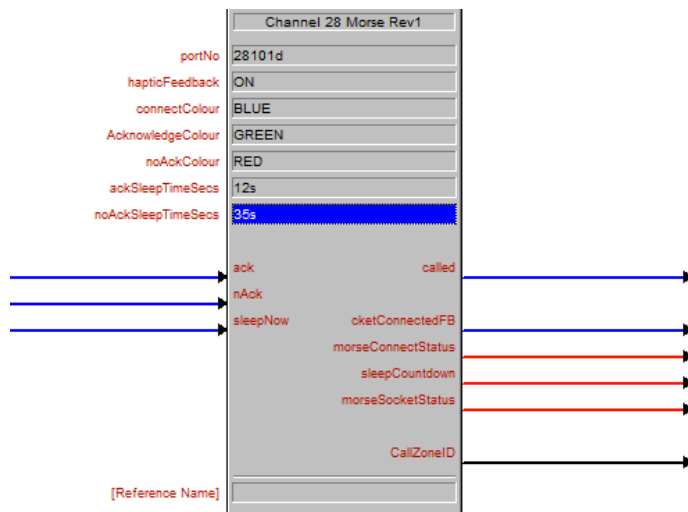 Channel 28 Morse Rev1
portNo 28101d
hapticFeedback ON
connectColour BLUE
AcknowledgeColour GREEN
noAckColour RED
ackSleepTimeSecs 12s
noAckSleepTimeSecs 35s
ack called
nAck
sleepNow cketConnectedFB
morseConnectStatus
sleepCountdown
morseSocketStatus
CallZoneID
[Reference Name]